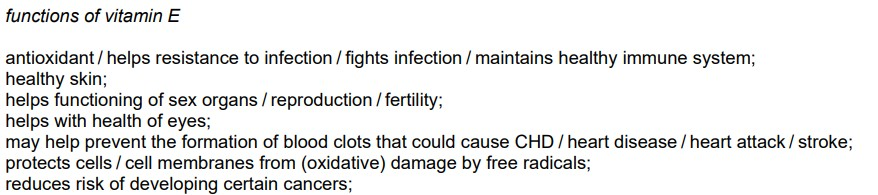 functions of vitamin E
antioxidant / helps resistance to infection / fights infection / maintains healthy immune system;
healthy skin;
helps functioning of sex organs / reproduction / fertility;
helps with health of eyes;
may help prevent the formation of blood clots that could cause CHD / heart disease / heart attack / stroke;
protects cells / cell membranes from (oxidative) damage by free radicals;
reduces risk of developing certain cancers;